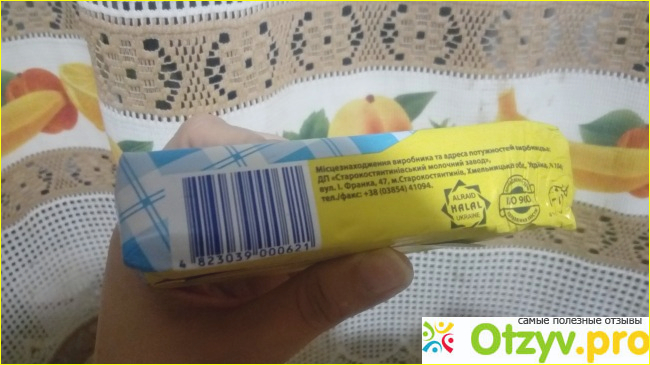 Місцезнаходження виробника та адреса потужностей виробництва:
ДП «Старокостянтинівський молочний завод»,
вул. І. Франка, 47, м.Старокостянтинів, Хмельницька обл., Україна,
тел./факс: +38 (03854) 41094.
ALRAID
HALAL
UKRAINE
4 823039 000621
самые полезные отзывы
Otzyv.pro